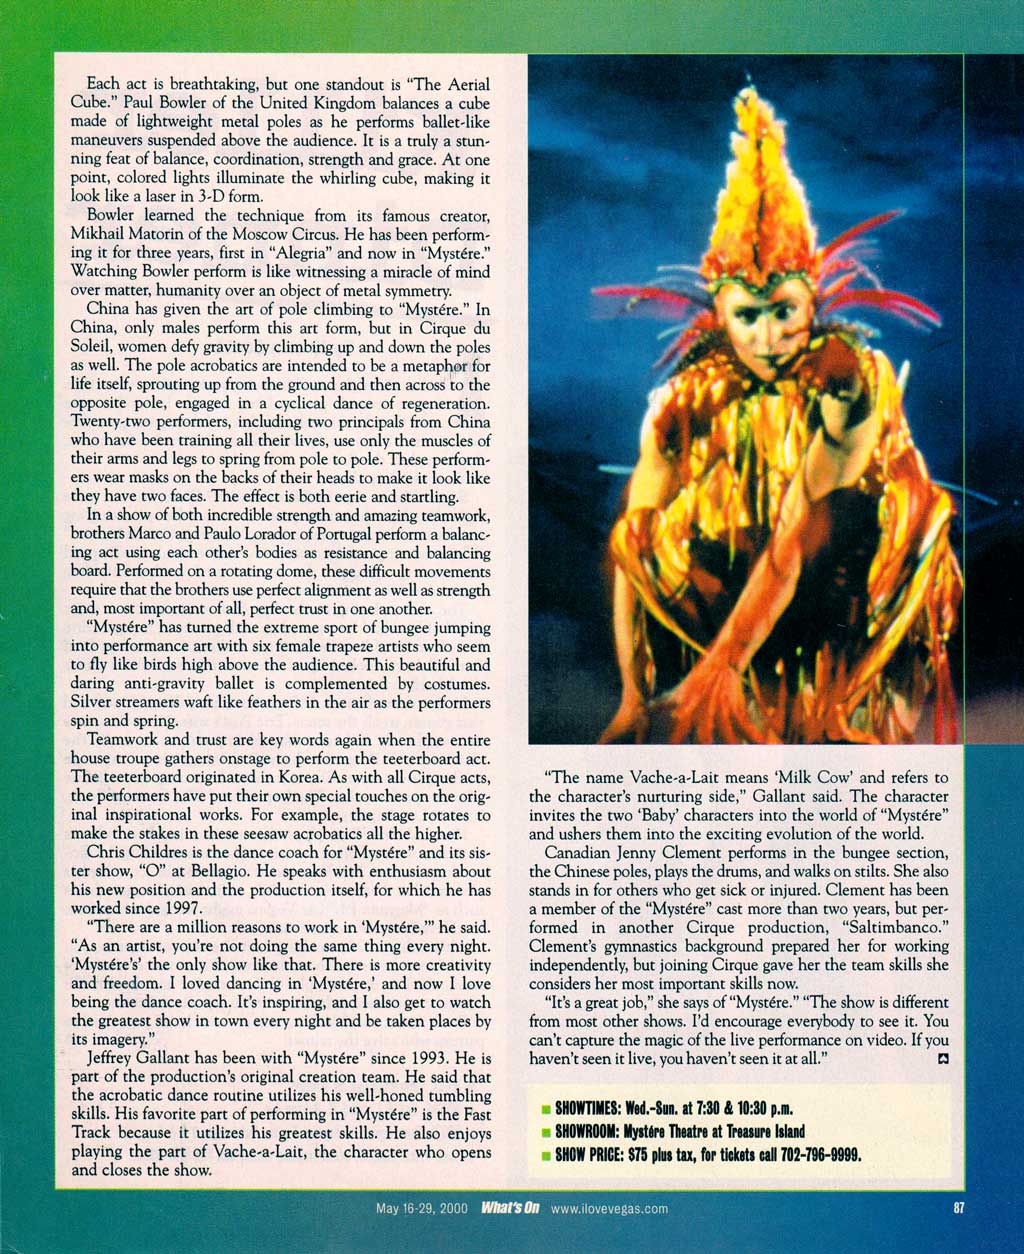 Each act is breathtaking, but one standout is “The Aerial
Cube.” Paul Bowler of the United Kingdom balances a cube
made of lightweight metal poles as he performs ballet-like
maneuvers suspended above the audience. It is a truly a stun-
ning feat of balance, coordination, strength and grace. At one
point, colored lights illuminate the whirling cube, making it
look like a laser in 3-D form.
Bowler learned the technique from its famous creator,
Mikhail Matorin of the Moscow Circus. He has been perform-
ing it for three years, first in “Alegria” and now in “Mystére.”
Watching Bowler perform is like witnessing a miracle of mind
over matter, humanity over an object of metal symmetry.
China has given the art of pole climbing to “Mystére.” In
China, only males perform this art form, but in Cirque du
Soleil, women defy gravity by climbing up and down the poles
as well. The pole acrobatics are intended to be a metaphor for
life itself, sprouting up from the ground and then across to the
opposite pole, engaged in a cyclical dance of regeneration.
Twenty-two performers, including two principals from China
who have been training all their lives, use only the muscles of
their arms and legs to spring from pole to pole. These perform-
ers wear masks on the backs of their heads to make it look like
they have two faces. The effect is both eerie and startling.
In a show of both incredible strength and amazing teamwork,
brothers Marco and Paulo Lorador of Portugal perform a balanc-
ing act using each other’s bodies as resistance and balancing
board. Performed on a rotating dome, these difficult movements
require that the brothers use perfect alignment as well as strength
and, most important of all, perfect trust in one another.
“Mystére” has turned the extreme sport of bungee jumping
into performance art with six female trapeze artists who seem
to fly like birds high above the audience. This beautiful and
daring anti-gravity ballet is complemented by costumes.
Silver streamers waft like feathers in the air as the performers
spin and spring.
Teamwork and trust are key words again when the entire
house troupe gathers onstage to perform the teeterboard act.
The teeterboard originated in Korea. As with all Cirque acts,
the performers have put their own special touches on the orig-
inal inspirational works. For example, the stage rotates to
make the stakes in these seesaw acrobatics all the higher.
Chris Childres is the dance coach for “Mystére” and its sis-
ter show, “O” at Bellagio. He speaks with enthusiasm about
his new position and the production itself, for which he has
worked since 1997.
“There are a million reasons to work in ‘Mystére,’” he said.
“As an artist, you’re not doing the same thing every night.
‘Mystére’s’ the only show like that. There is more creativity
and freedom. I loved dancing in ‘Mystére,’ and now I love
being the dance coach. It’s inspiring, and I also get to watch
the greatest show in town every night and be taken places by
its imagery.”
Jeffrey Gallant has been with “Mystére” since 1993. He is
part of the production’s original creation team. He said that
the acrobatic dance routine utilizes his well-honed tumbling
skills. His favorite part of performing in “Mystére” is the Fast
Track because it utilizes his greatest skills. He also enjoys
playing the part of Vache-a-Lait, the character who opens
and closes the show.
“The name Vache-a-Lait means ‘Milk Cow’ and refers to
the character’s nurturing side,” Gallant said. The character
invites the two ‘Baby’ characters into the world of “Mystére”
and ushers them into the exciting evolution of the world.
Canadian Jenny Clement performs in the bungee section,
the Chinese poles, plays the drums, and walks on stilts. She also
stands in for others who get sick or injured. Clement has been
a member of the “Mystére” cast more than two years, but per-
formed in another Cirque production, “Saltimbanco.”
Clement’s gymnastics background prepared her for working
independently, but joining Cirque gave her the team skills she
considers her most important skills now.
“It’s a great job,” she says of “Mystére.” “The show is different
from most other shows. I’d encourage everybody to see it. You
can’t capture the magic of the live performance on video. If you
haven’t seen it live, you haven’t seen it at all.”
SHOWTIMES: Wed.-Sun. at 7:30 & 10:30 p.m.
SHOWROOM: Mystére Theatre at Treasure Island
SHOW PRICE: $75 plus tax, for tickets call 702-796-9999.
May 16-29, 2000 What's On www.ilovevegas.com 87